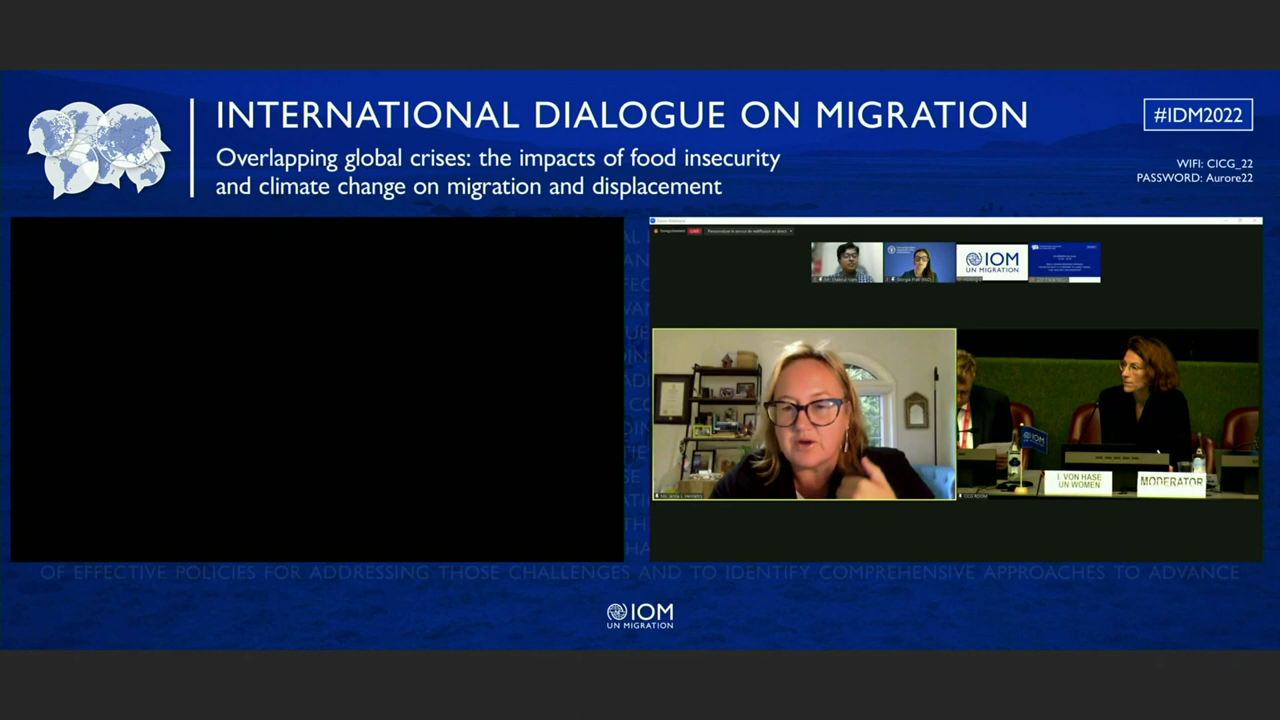 INTERNATIONAL DIALOGUE ON MIGRATION
#IDM2022
Overlapping global crises: the impacts of food insecurity
and climate change on migration and displacement
WIFI: CICG_22
PASSWORD: Aurore22
LIVE
IOM
UN MIGRATION
IOM
I. VON HASE
UN WOMEN
MODERATOR
OF EFFECTIVE POLICIES FOR ADDRESSING THOSE CHALLENGES AND TO IDENTIFY COMPREHENSIVE APPROACHES TO ADVANCE
IOM
UN MIGRATION